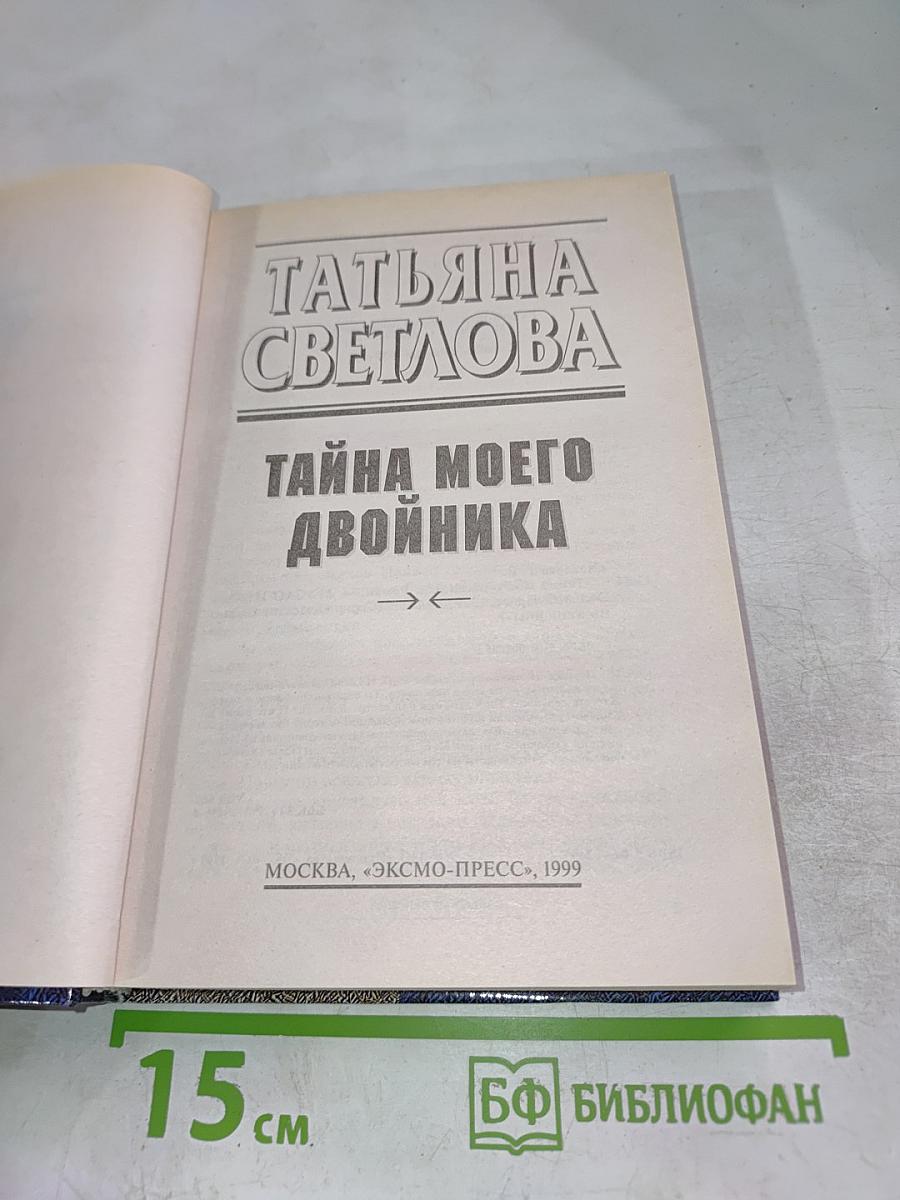 ТАТЬЯНА
СВЕТЛОВА
ТАЙНА МОЕГО
ДВОЙНИКА
МОСКВА, «ЭКСМО-ПРЕСС», 1999
15 см
БФ БИБЛИОФАН